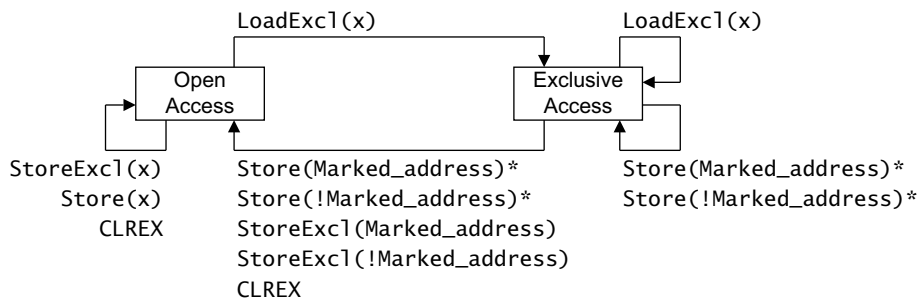 LoadExcl(x)
LoadExcl(x)
Open
Access
Exclusive
Access
StoreExcl(x)
Store(x)
CLREX
Store(Marked_address)*
Store(!Marked_address)*
StoreExcl(Marked_address)
StoreExcl(!Marked_address)
CLREX
Store(Marked_address)*
Store(!Marked_address)*